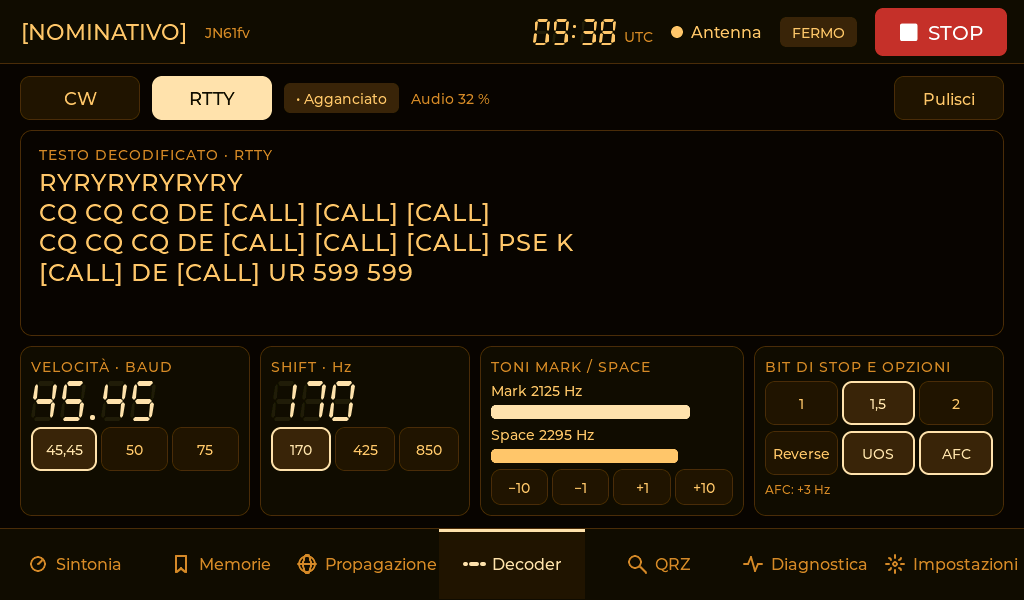 [NOMINATIVO] JN61fv 09:38 UTC Antenna FERMO STOP
CW RTTY • Agganciato Audio 32 % Pulisci
TESTO DECODIFICATO · RTTY
RYRYRYRYRYRY
CQ CQ CQ DE [CALL] [CALL] [CALL]
CQ CQ CQ DE [CALL] [CALL] [CALL] PSE K
[CALL] DE [CALL] UR 599 599
VELOCITÀ · BAUD
45.45
45,45 50 75
SHIFT · Hz
170
170 425 850
TONI MARK / SPACE
Mark 2125 Hz
Space 2295 Hz
−10 −1 +1 +10
BIT DI STOP E OPZIONI
1 1,5 2
Reverse UOS AFC
AFC: +3 Hz
Sintonia Memorie Propagazione Decoder QRZ Diagnostica Impostazioni